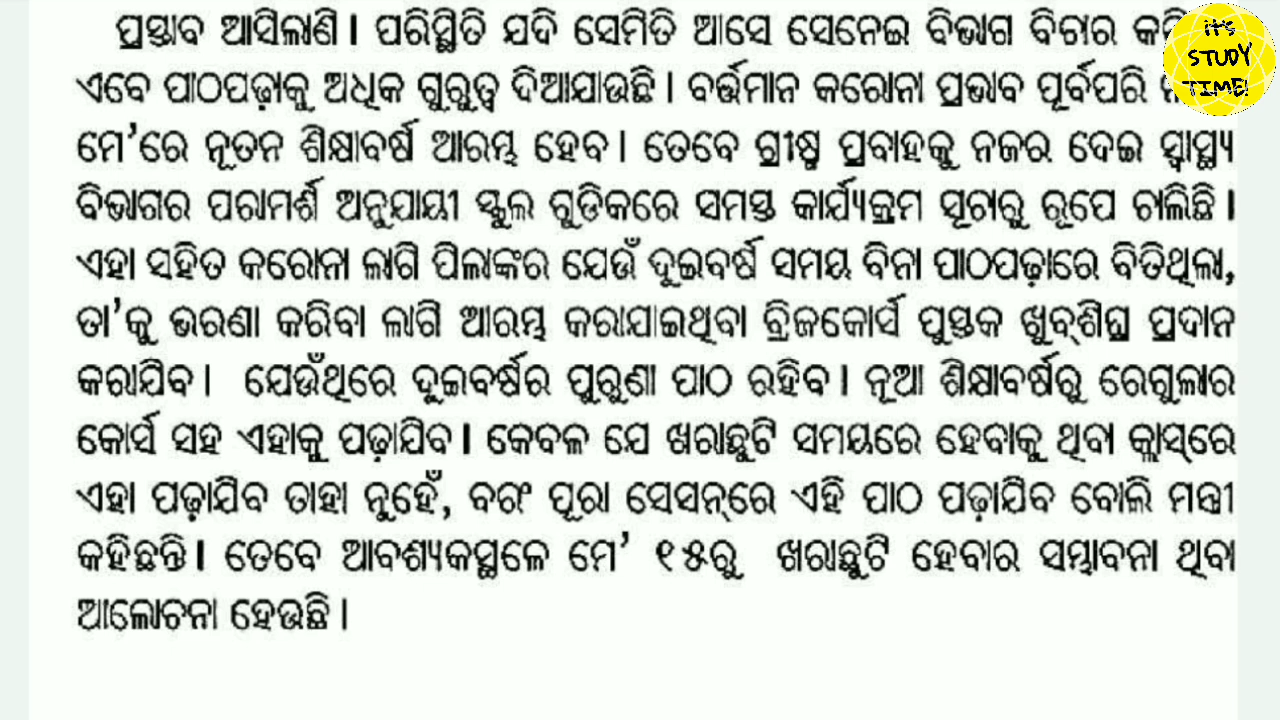 ପ୍ରସ୍ତାବ ଆସିଲାଣି । ପରିସ୍ଥିତି ଯଦି ସେମିତି ଆସେ ସେନେଇ ବିଭାଗ ବିଚାର
ଏବେ ପାଠପଢ଼ାକୁ ଅଧିକ ଗୁରୁତ୍ୱ ଦିଆଯାଉଛି । ବର୍ତ୍ତମାନ କରୋନା ପ୍ରଭାବ ପୂର୍ବପରି
ମେ’ରେ ନୂତନ ଶିକ୍ଷାବର୍ଷ ଆରମ୍ଭ ହେବ । ତେବେ ଗ୍ରୀଷ୍ମ ପ୍ରବାହକୁ ନଜର ଦେଇ ସ୍ୱାସ୍ଥ୍ୟ
ବିଭାଗର ପରାମର୍ଶ ଅନୁଯାୟୀ ସ୍କୁଲ ଗୁଡିକରେ ସମସ୍ତ କାର୍ଯ୍ୟକ୍ରମ ସୂଚାରୁ ରୂପେ ଚାଲିଛି ।
ଏହା ସହିତ କରୋନା ଲାଗି ପିଲାଙ୍କର ଯେଉଁ ଦୁଇବର୍ଷ ସମୟ ବିନା ପାଠପଢ଼ାରେ ବିତିଥିଲା,
ତା’କୁ ଭରଣା କରିବା ଲାଗି ଆରମ୍ଭ କରାଯାଇଥିବା ବ୍ରିଜକୋର୍ସ ପୁସ୍ତକ ଖୁବ୍‌ଶିଘ୍ର ପ୍ରଦାନ
କରାଯିବ । ଯେଉଁଥିରେ ଦୁଇବର୍ଷର ପୁରୁଣା ପାଠ ରହିବ । ନୂଆ ଶିକ୍ଷାବର୍ଷରୁ ରେଗୁଲାର
କୋର୍ସ ସହ ଏହାକୁ ପଢ଼ାଯିବ । କେବଳ ଯେ ଖରାଛୁଟି ସମୟରେ ହେବାକୁ ଥିବା କ୍ଲାସ୍‌ରେ
ଏହା ପଢ଼ାଯିବ ତାହା ନୁହେଁ, ବରଂ ପୂରା ସେସନ୍‌ରେ ଏହି ପାଠ ପଢ଼ାଯିବ ବୋଲି ମନ୍ତ୍ରୀ
କହିଛନ୍ତି । ତେବେ ଆବଶ୍ୟକସ୍ଥଳେ ମେ’ ୧୫ରୁ ଖରାଛୁଟି ହେବାର ସମ୍ଭାବନା ଥିବା
ଆଲୋଚନା ହେଉଛି ।
IT'S
STUDY
TIME!